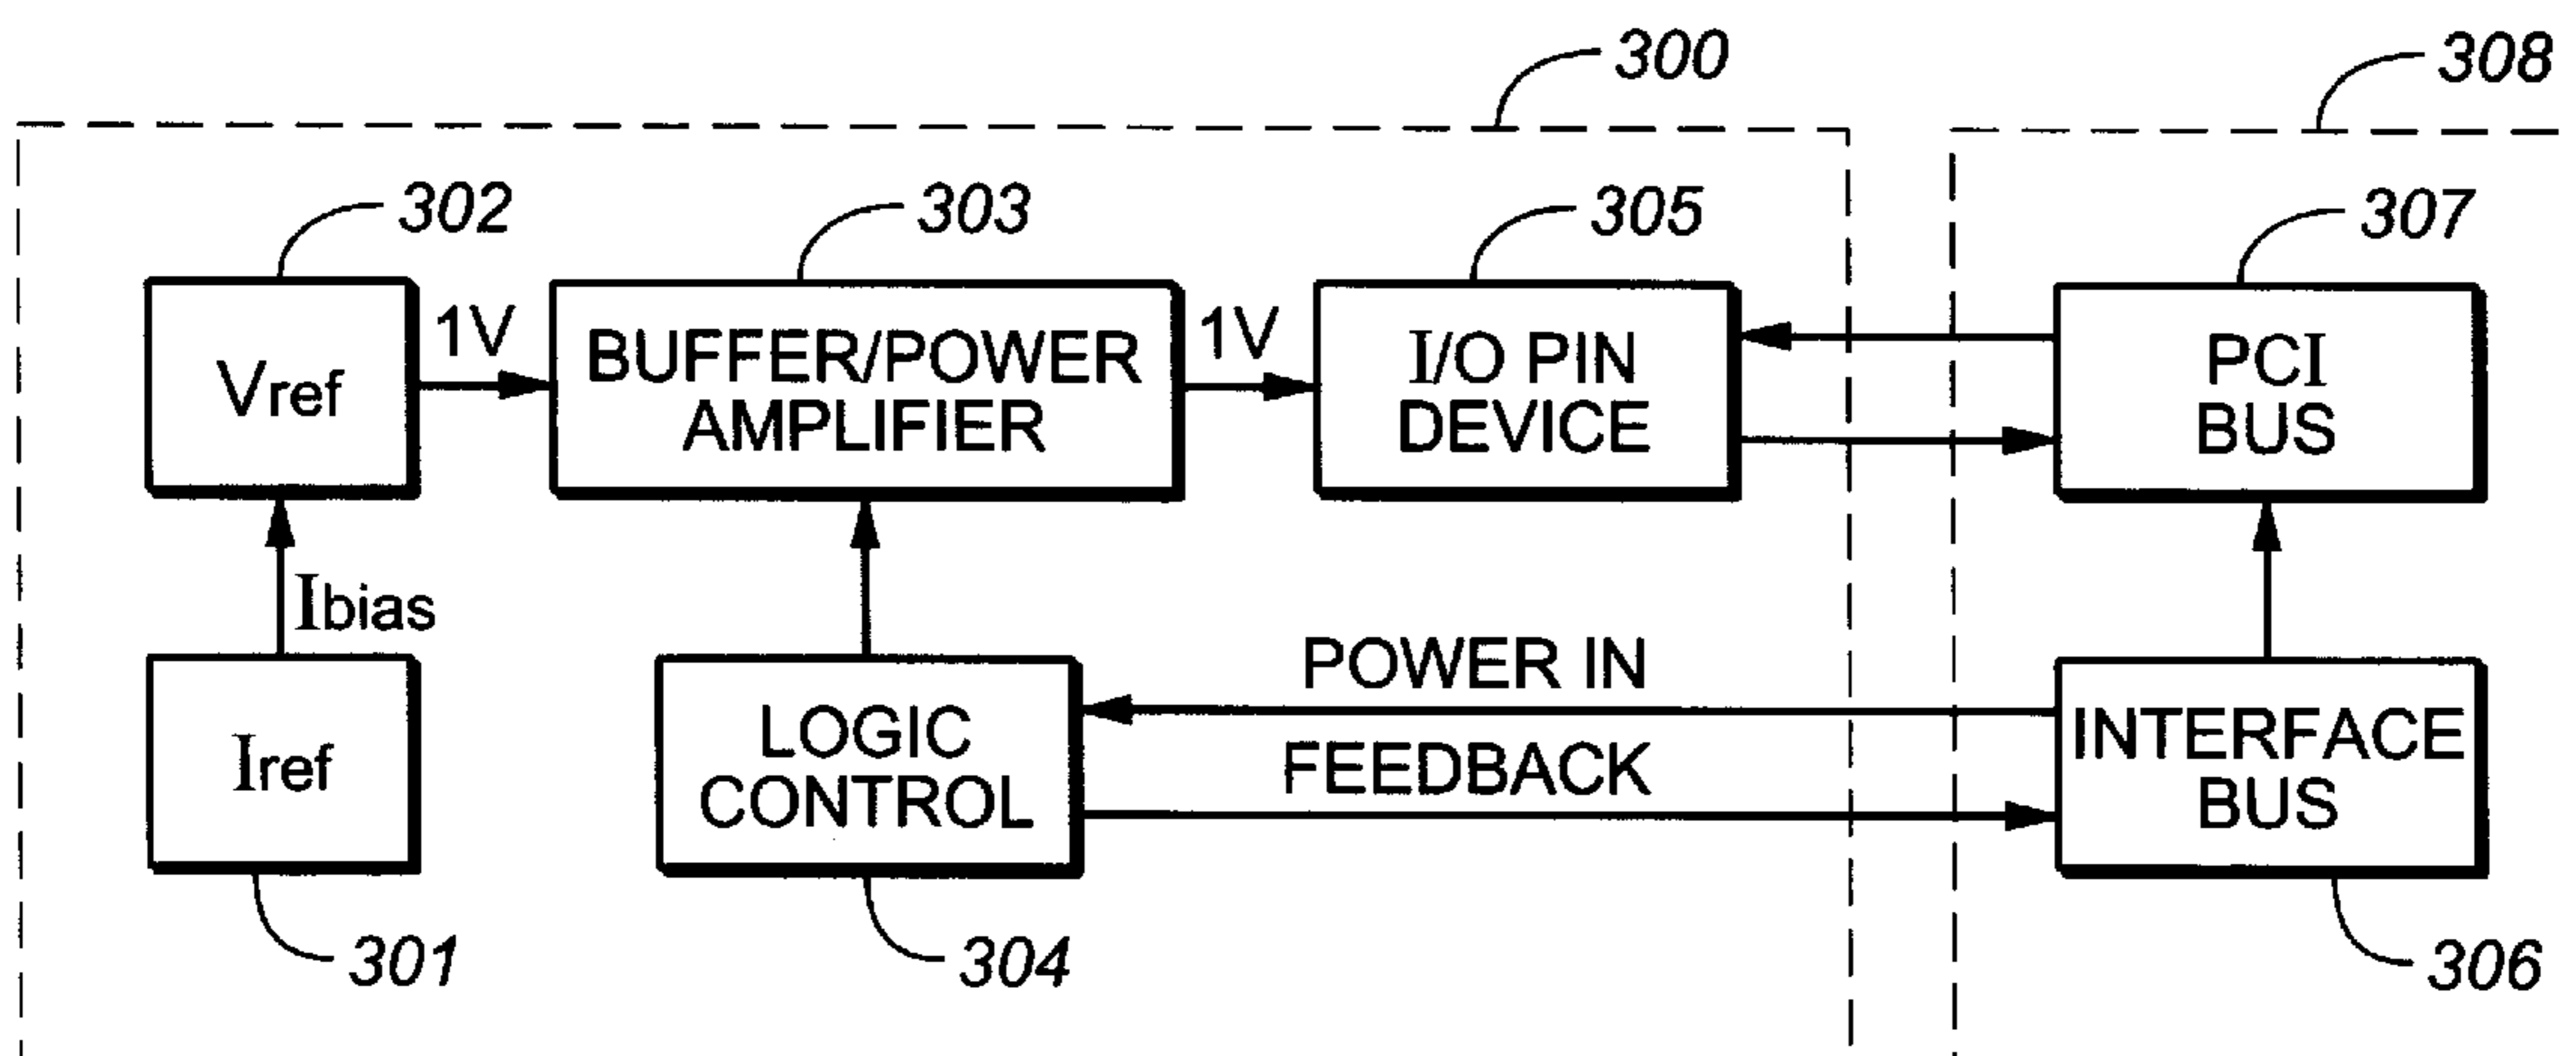 300
308
302
303
305
307
Vref
1V
BUFFER/POWER
AMPLIFIER
1V
I/O PIN
DEVICE
PCI
BUS
Ibias
POWER IN
Iref
LOGIC
CONTROL
FEEDBACK
INTERFACE
BUS
301
304
306